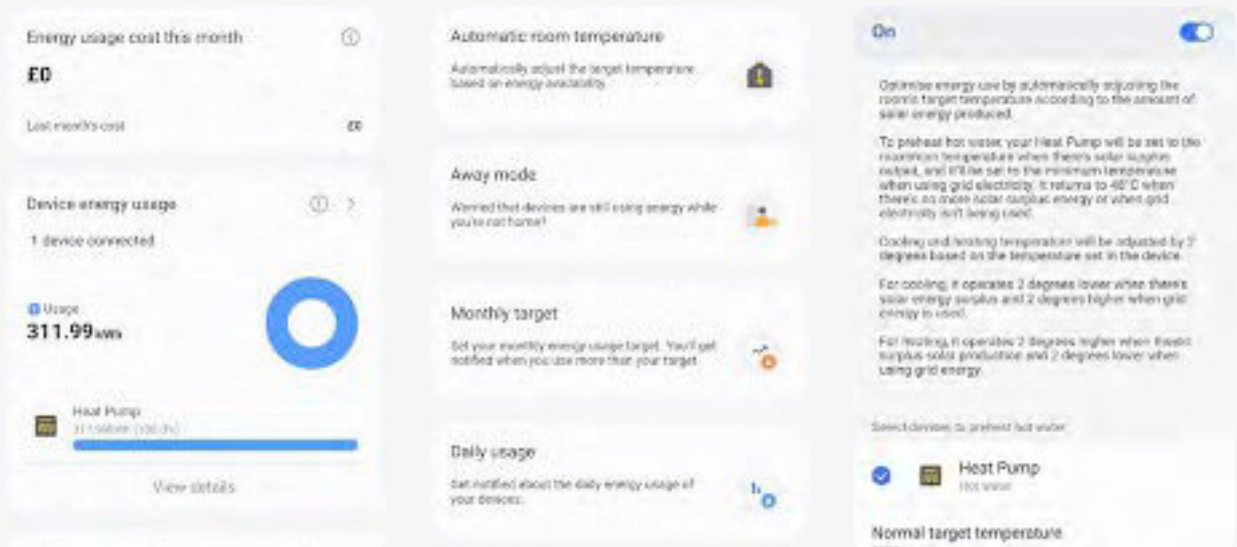 Energy usage cost this month
£0
Last month's cost £0
Device energy usage
1 device connected
Usage
311.99 kWh
Heat Pump
View details
Automatic room temperature
Automatically adjust the target temperature
based on energy availability.
Away mode
Worried that devices are still using energy while
you're not home?
Monthly target
Set your monthly energy usage target. You'll get
notified when you use more than your target
Daily usage
Get notified about the daily energy usage of
your devices.
On
Optimise energy use by automatically adjusting the
room's target temperature according to the amount of
solar energy produced.
To preheat hot water, your Heat Pump will be set to the
maximum temperature when there's solar surplus
output, and it'll be set to the minimum temperature
when using grid electricity. It returns to 48°C when
there's no more solar surplus energy or when grid
electricity isn't being used.
Cooling and heating temperature will be adjusted by 2
degrees based on the temperature set in the device.
For cooling, it operates 2 degrees lower when there's
solar energy surplus and 2 degrees higher when grid
energy is used.
For heating, it operates 2 degrees higher when there's
surplus solar production and 2 degrees lower when
using grid energy.
Select devices to preheat hot water
Heat Pump
Hot water
Normal target temperature